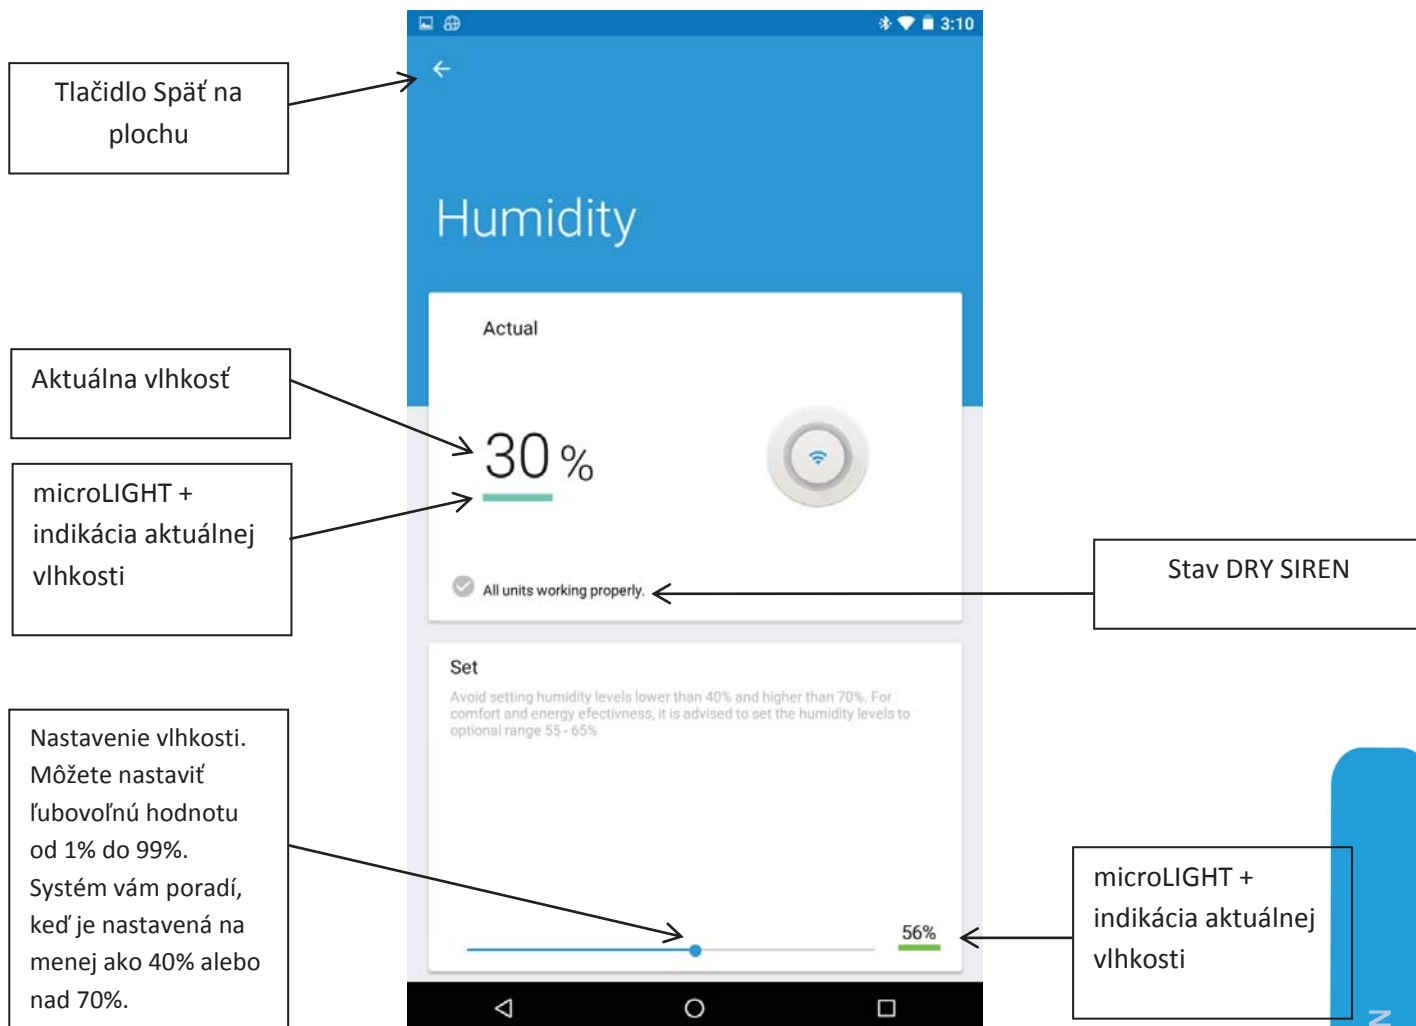 3:10
Tlačidlo Späť na
plochu
Humidity
Actual
Aktuálna vlhkosť
30 %
microLIGHT +
indikácia aktuálnej
vlhkosti
All units working properly.
Stav DRY SIREN
Set
Avoid setting humidity levels lower than 40% and higher than 70%. For
comfort and energy efectivness, it is advised to set the humidity levels to
optional range 55 - 65%
Nastavenie vlhkosti.
Môžete nastaviť
ľubovoľnú hodnotu
od 1% do 99%.
Systém vám poradí,
keď je nastavená na
menej ako 40% alebo
nad 70%.
56%
microLIGHT +
indikácia aktuálnej
vlhkosti
N